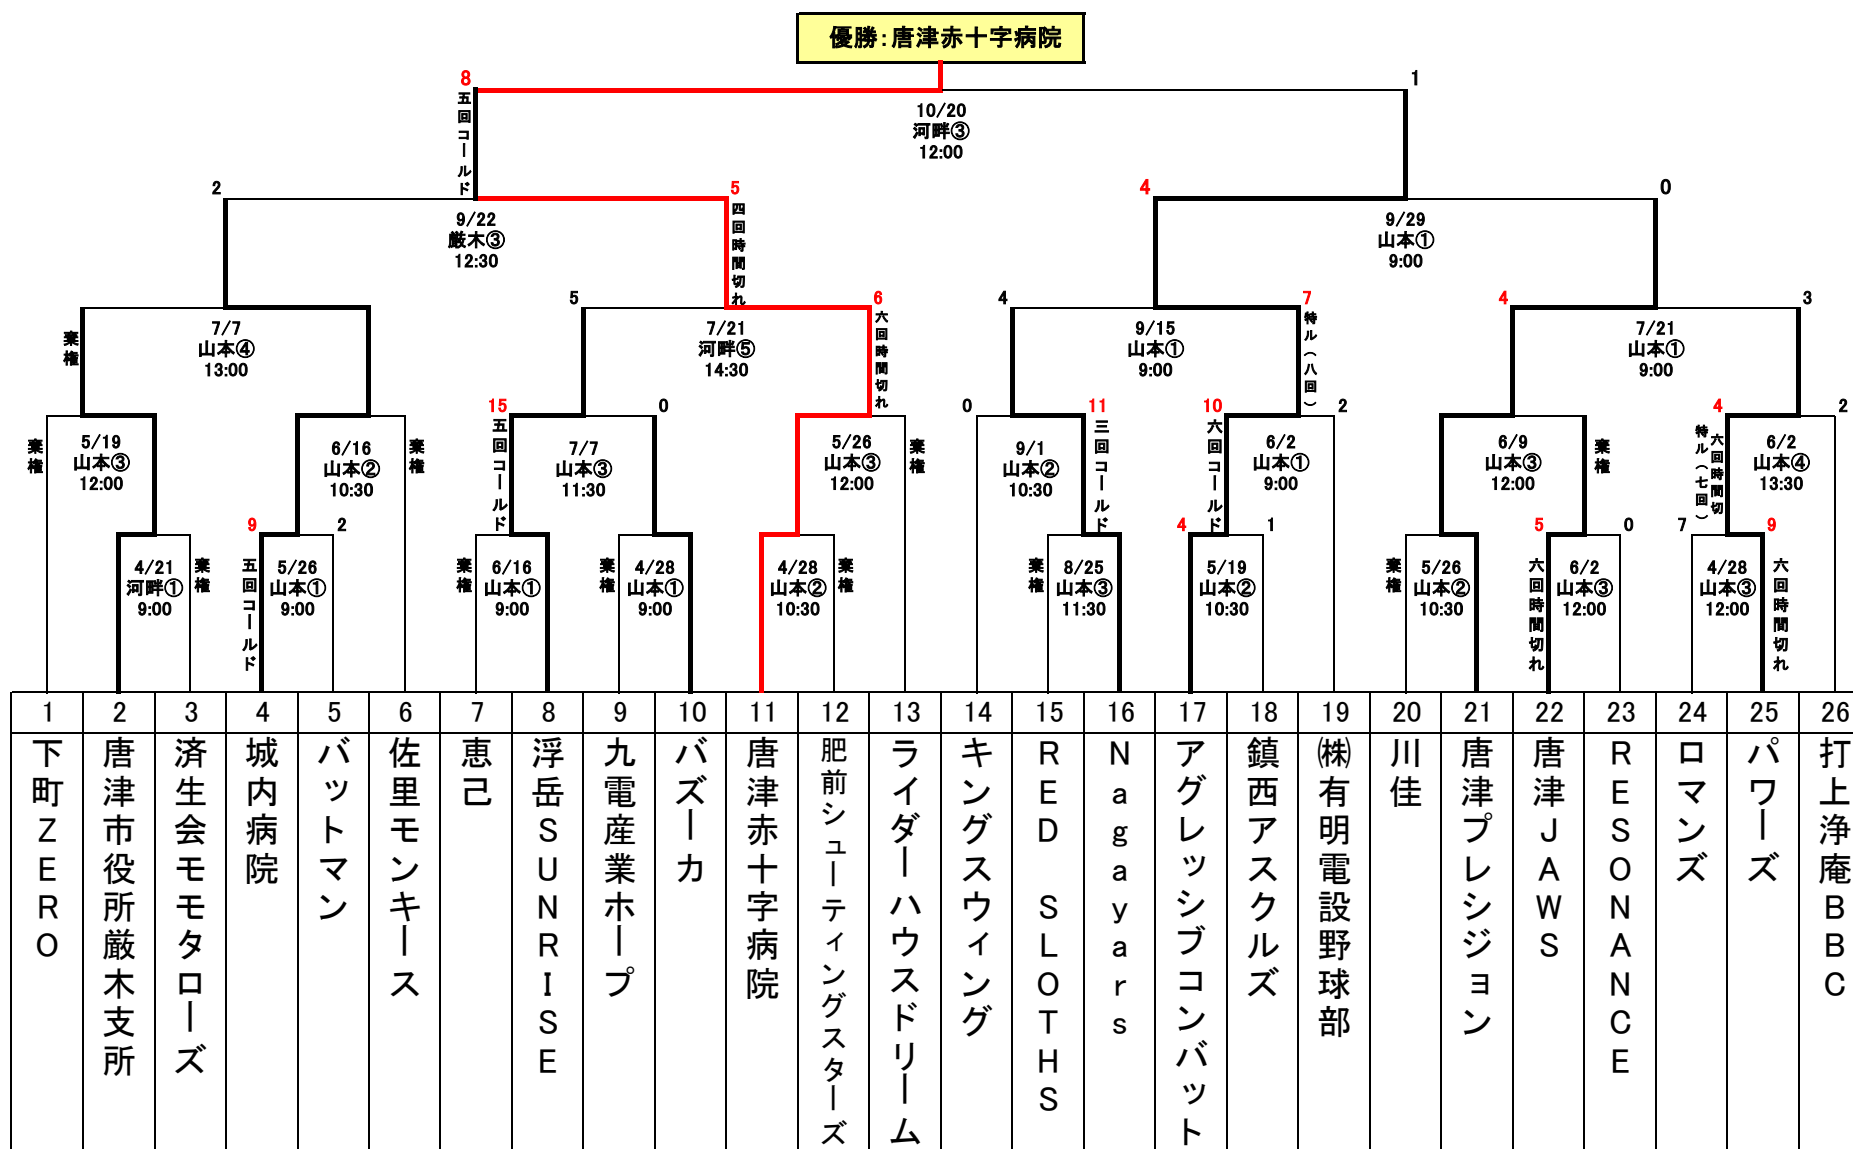 優勝：唐津赤十字病院
8
五回コールド
1
10/20
河畔③
12:00
2
5
四回時間切れ
4
0
9/22
厳木③
12:30
9/29
山本①
9:00
棄権
5
6
六回時間切れ
4
7
特ル（八回）
4
3
7/7
山本④
13:00
7/21
河畔⑤
14:30
9/15
山本①
9:00
7/21
山本①
9:00
棄権
棄権
15
五回コールド
0
棄権
0
11
三回コールド
10
六回コールド
2
棄権
4
六回時間切
特ル（七回）
2
5/19
山本③
12:00
6/16
山本②
10:30
7/7
山本③
11:30
5/26
山本③
12:00
9/1
山本②
10:30
6/2
山本①
9:00
6/9
山本③
12:00
6/2
山本④
13:30
棄権
9
五回コールド
2
棄権
棄権
棄権
棄権
4
1
棄権
5
六回時間切れ
0
7
9
六回時間切れ
4/21
河畔①
9:00
5/26
山本①
9:00
6/16
山本①
9:00
4/28
山本①
9:00
4/28
山本②
10:30
8/25
山本③
11:30
5/19
山本②
10:30
5/26
山本②
10:30
6/2
山本③
12:00
4/28
山本③
12:00
1
2
3
4
5
6
7
8
9
10
11
12
13
14
15
16
17
18
19
20
21
22
23
24
25
26
下町ZERO
唐津市役所厳木支所
済生会モモタローズ
城内病院
バットマン
佐里モンキース
恵己
浮岳SUNRISE
九電産業ホープ
バズーカ
唐津赤十字病院
肥前シューティングスターズ
ライダーハウスドリーム
キングスウィング
RED SLOTHS
Nagayars
アグレッシブコンバット
鎮西アスクルズ
㈱有明電設野球部
川佳
唐津プレシジョン
唐津JAWS
RESONANCE
ロマンズ
パワーズ
打上浄庵BBC